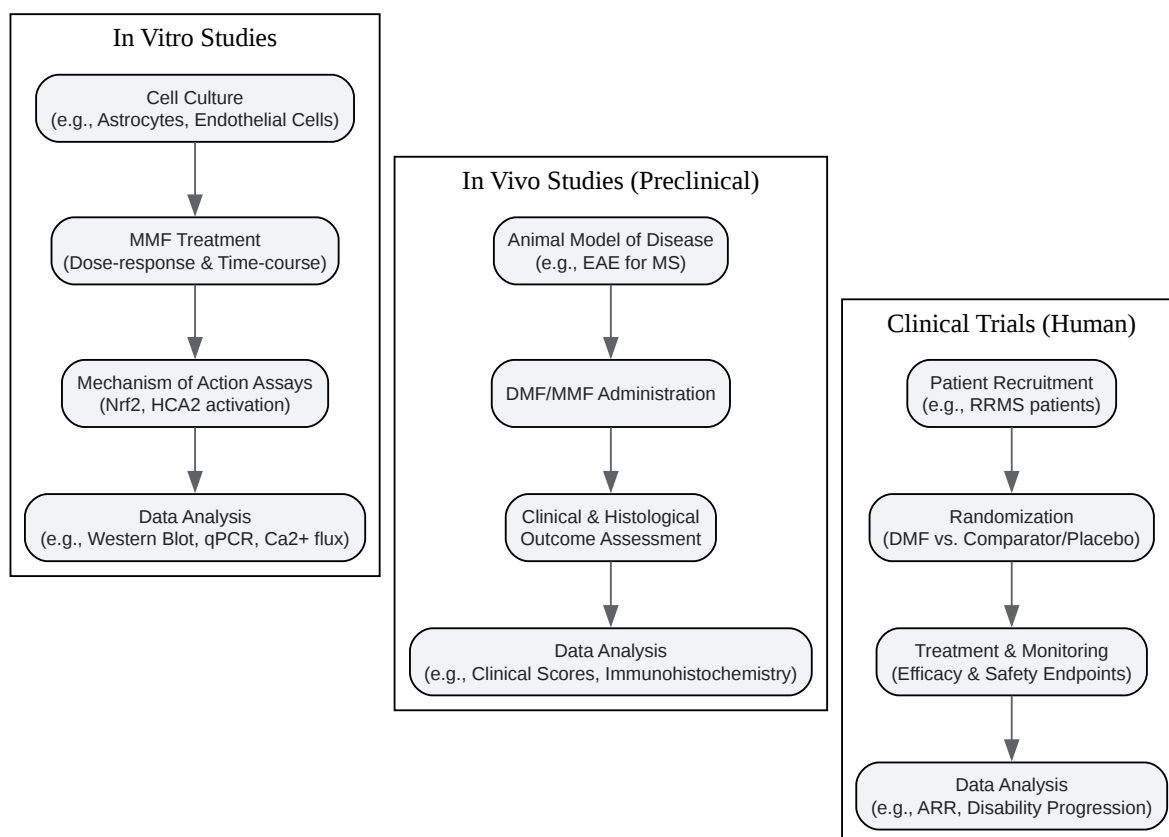 In Vitro Studies
Cell Culture
(e.g., Astrocytes, Endothelial Cells)
MMF Treatment
(Dose-response & Time-course)
Mechanism of Action Assays
(Nrf2, HCA2 activation)
Data Analysis
(e.g., Western Blot, qPCR, Ca2+ flux)
In Vivo Studies (Preclinical)
Animal Model of Disease
(e.g., EAE for MS)
DMF/MMF Administration
Clinical & Histological
Outcome Assessment
Data Analysis
(e.g., Clinical Scores, Immunohistochemistry)
Clinical Trials (Human)
Patient Recruitment
(e.g., RRMS patients)
Randomization
(DMF vs. Comparator/Placebo)
Treatment & Monitoring
(Efficacy & Safety Endpoints)
Data Analysis
(e.g., ARR, Disability Progression)